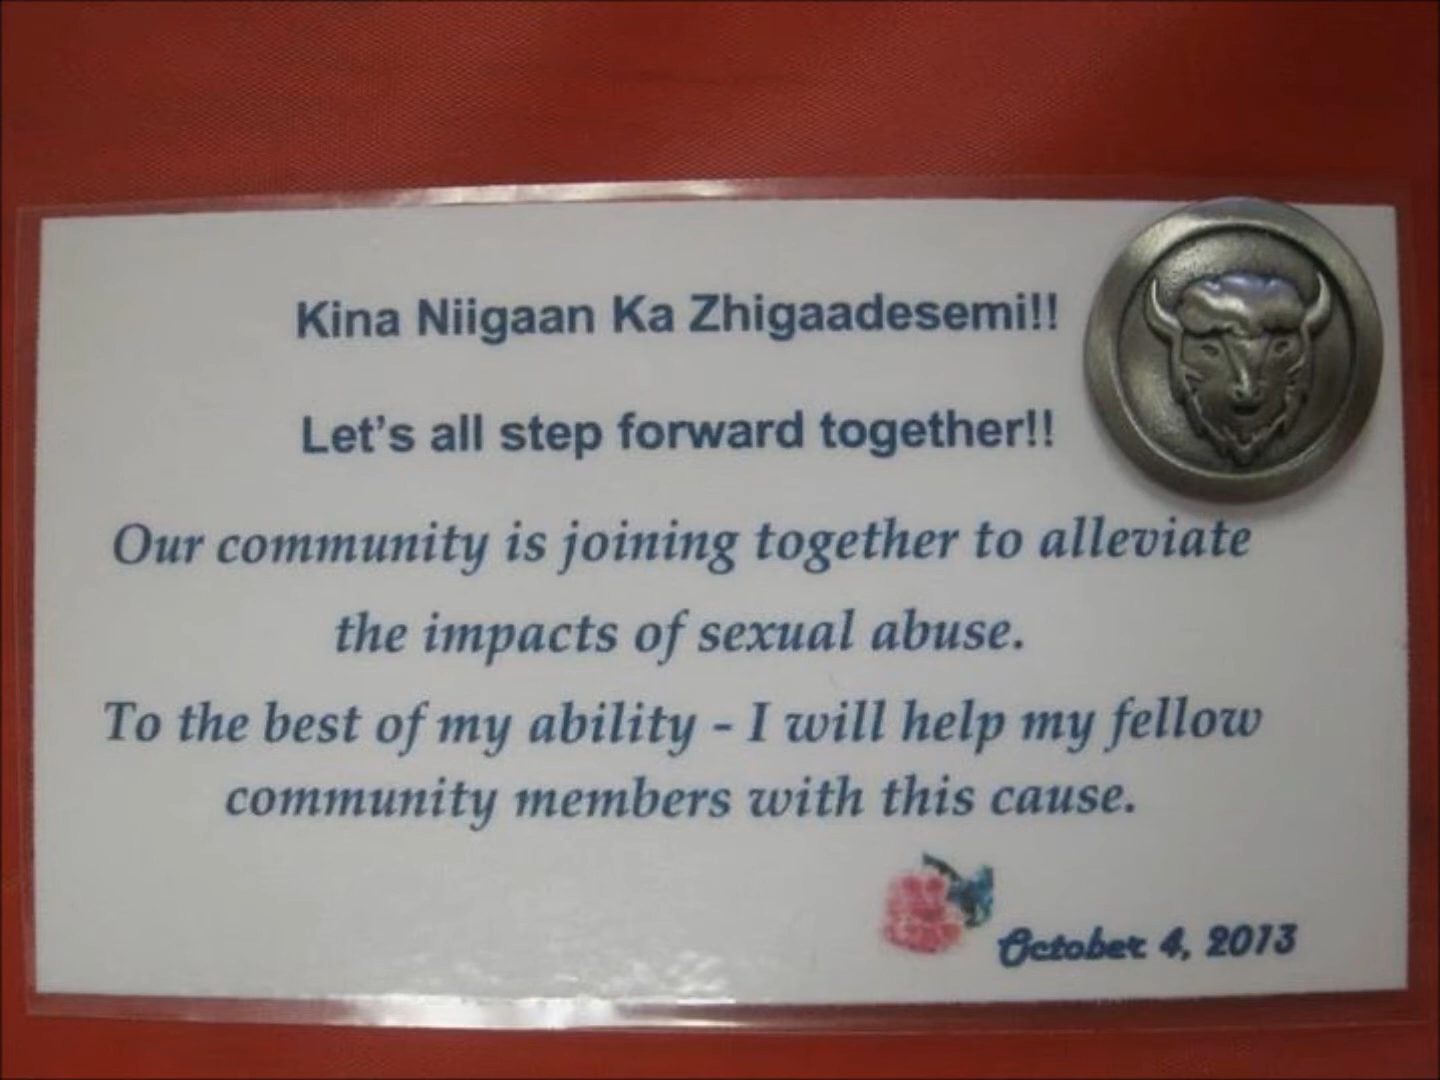 Kina Niigaan Ka Zhigaadesemi!!
Let's all step forward together!!
Our community is joining together to alleviate
the impacts of sexual abuse.
To the best of my ability - I will help my fellow
community members with this cause.
October 4, 2013